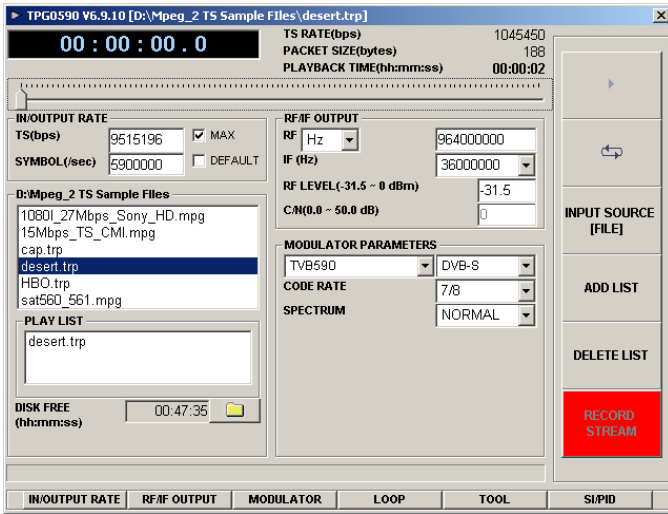 TPG0590 V6.9.10 [D:\Mpeg_2 TS Sample FIles\desert.trp]
00:00:00.0
TS RATE(bps) 1045450
PACKET SIZE(bytes) 188
PLAYBACK TIME(hh:mm:ss) 00:00:02
IN/OUTPUT RATE
TS(bps) 9515196 MAX
SYMBOL(/sec) 5900000 DEFAULT
D:\Mpeg_2 TS Sample FIles
1080I_27Mbps_Sony_HD.mpg
15Mbps_TS_CMI.mpg
cap.trp
desert.trp
HBO.trp
sat560_561.mpg
PLAY LIST
desert.trp
DISK FREE
(hh:mm:ss)
00:47:35
RF/IF OUTPUT
RF Hz 964000000
IF (Hz) 36000000
RF LEVEL(-31.5 ~ 0 dBm) -31.5
C/N(0.0 ~ 50.0 dB) 0
MODULATOR PARAMETERS
TVB590 DVB-S
CODE RATE 7/8
SPECTRUM NORMAL
INPUT SOURCE
[FILE]
ADD LIST
DELETE LIST
RECORD
STREAM
IN/OUTPUT RATE RF/IF OUTPUT MODULATOR LOOP TOOL SI/PID